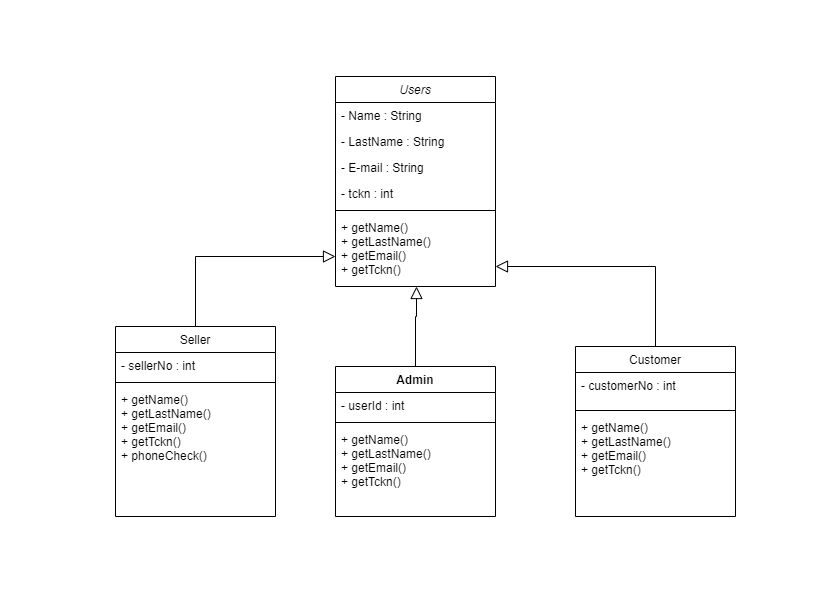 Users
- Name : String
- LastName : String
- E-mail : String
- tckn : int
+ getName()
+ getLastName()
+ getEmail()
+ getTckn()
Seller
- sellerNo : int
+ getName()
+ getLastName()
+ getEmail()
+ getTckn()
+ phoneCheck()
Admin
- userId : int
+ getName()
+ getLastName()
+ getEmail()
+ getTckn()
Customer
- customerNo : int
+ getName()
+ getLastName()
+ getEmail()
+ getTckn()